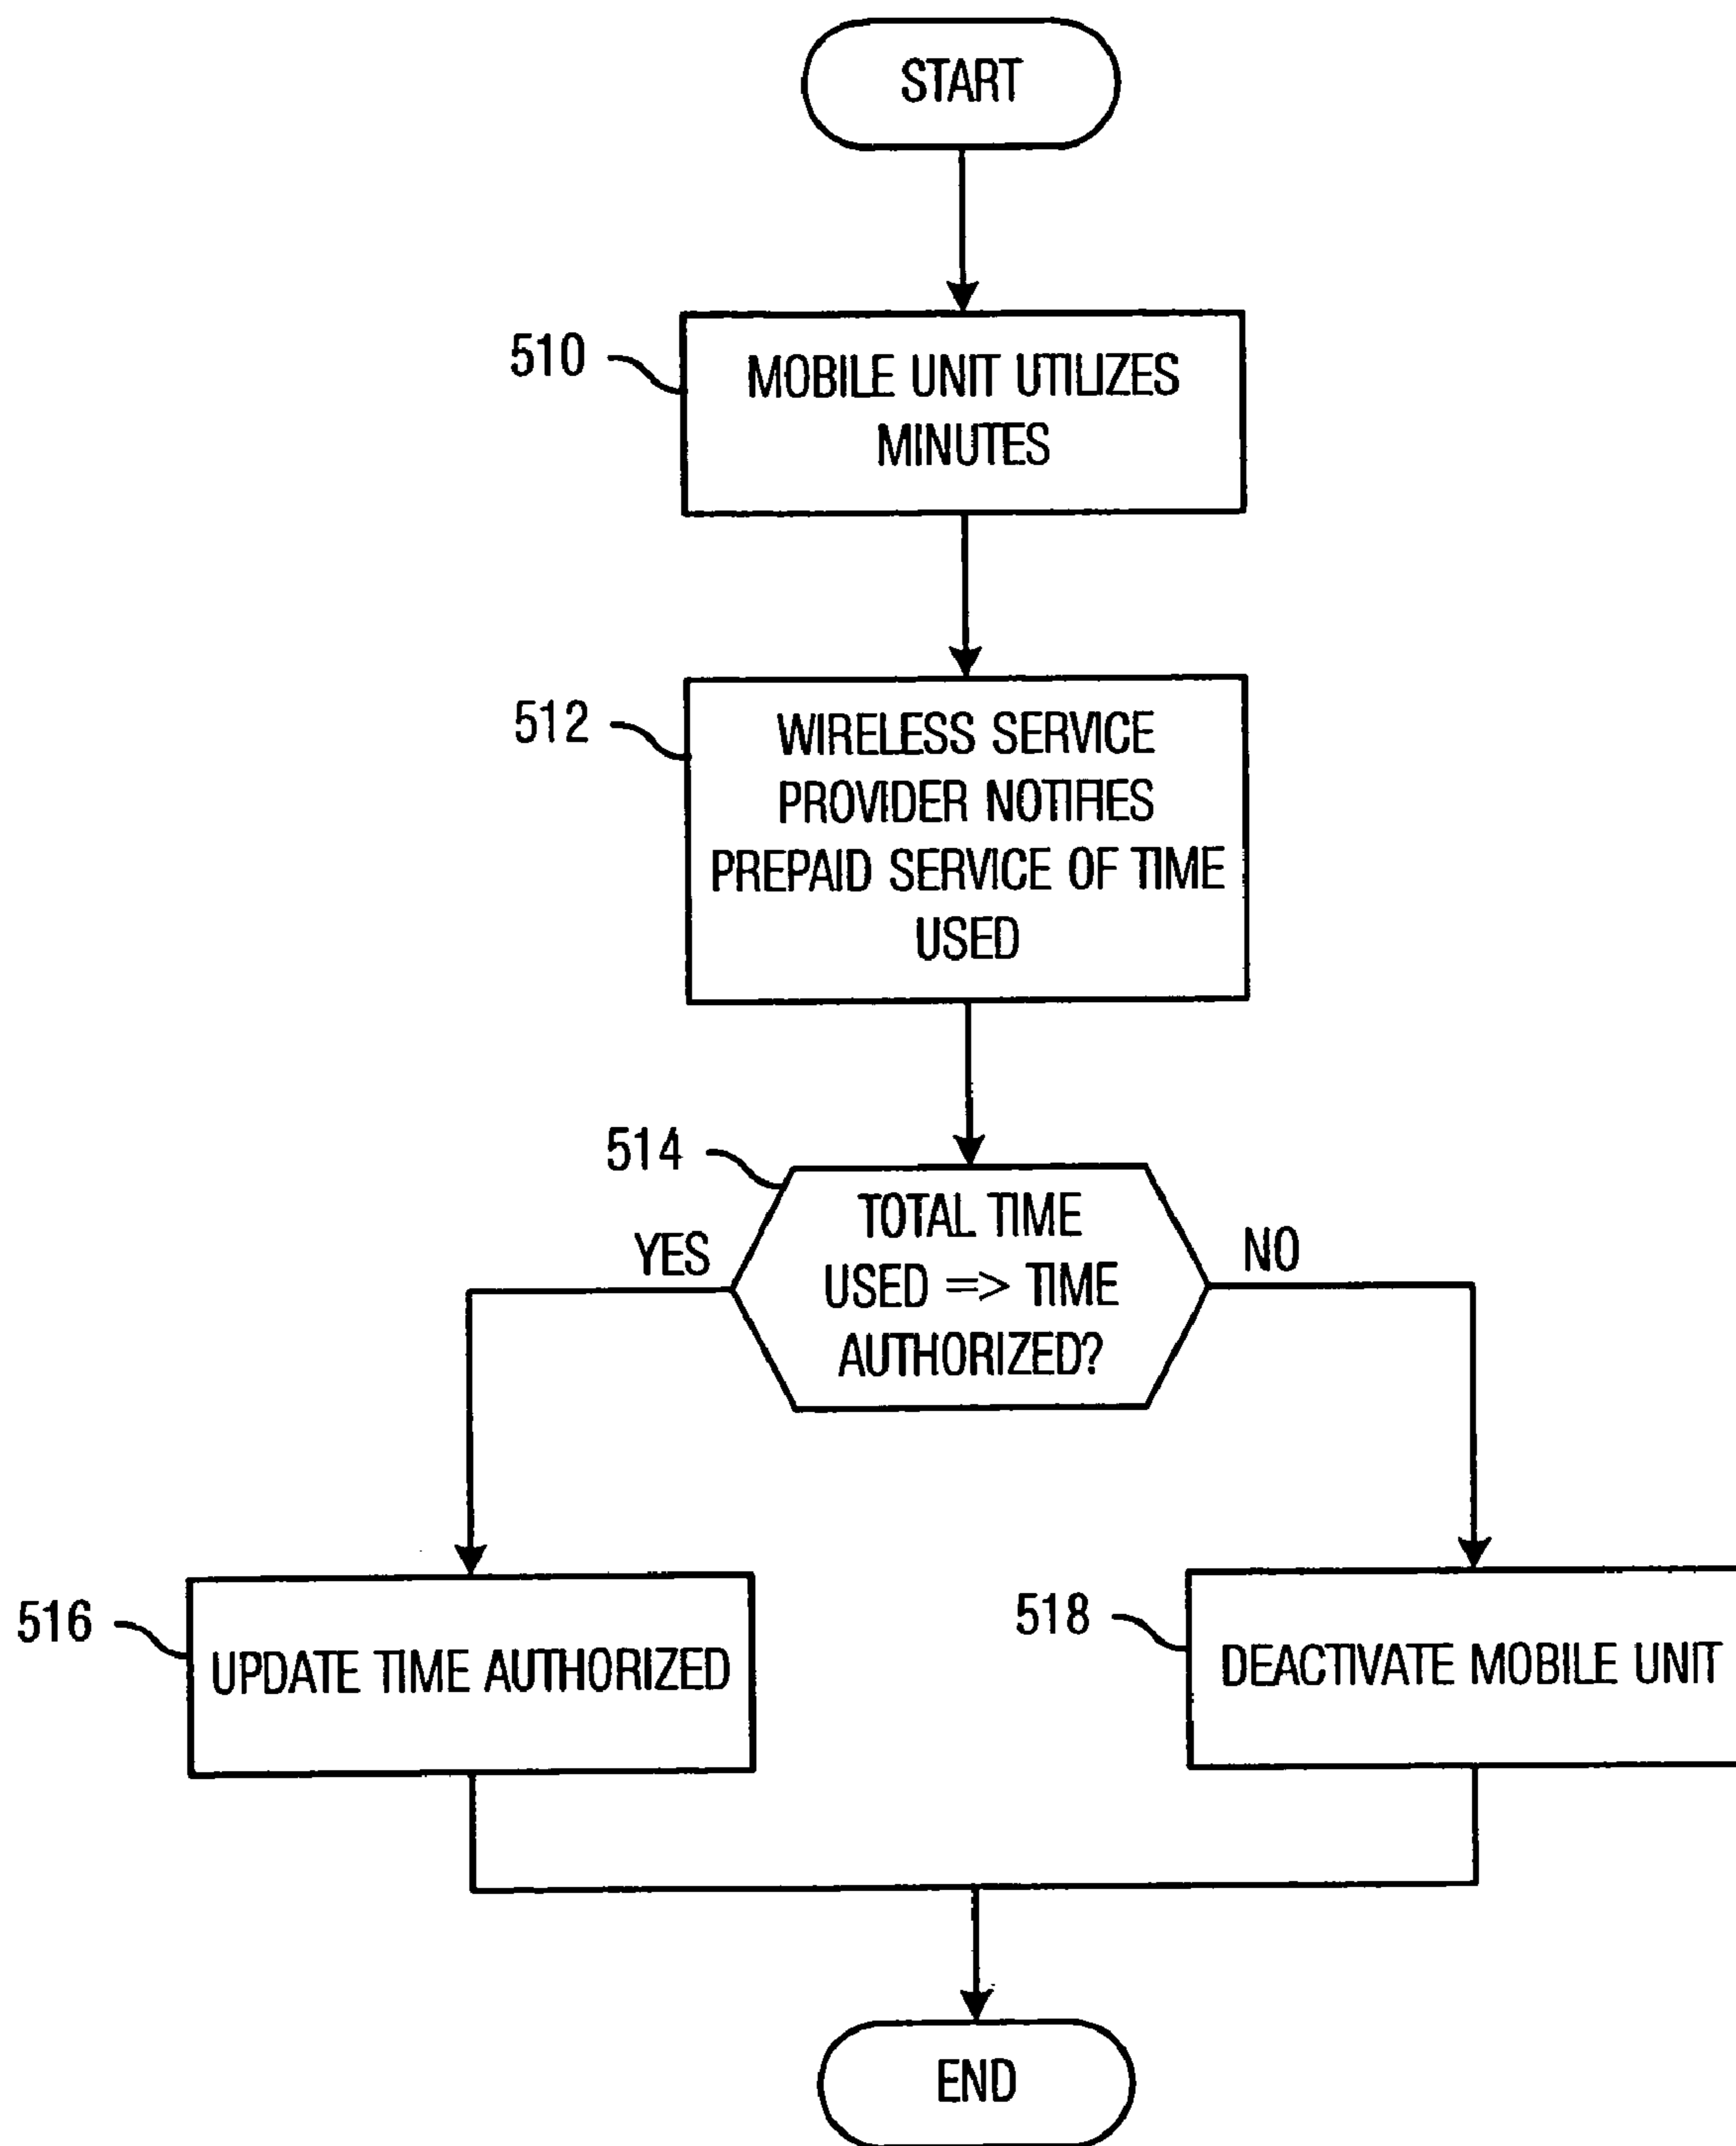 START
510
MOBILE UNIT UTILIZES
MINUTES
512
WIRELESS SERVICE
PROVIDER NOTIFIES
PREPAID SERVICE OF TIME
USED
514
TOTAL TIME
USED => TIME
AUTHORIZED?
YES
NO
516
UPDATE TIME AUTHORIZED
518
DEACTIVATE MOBILE UNIT
END